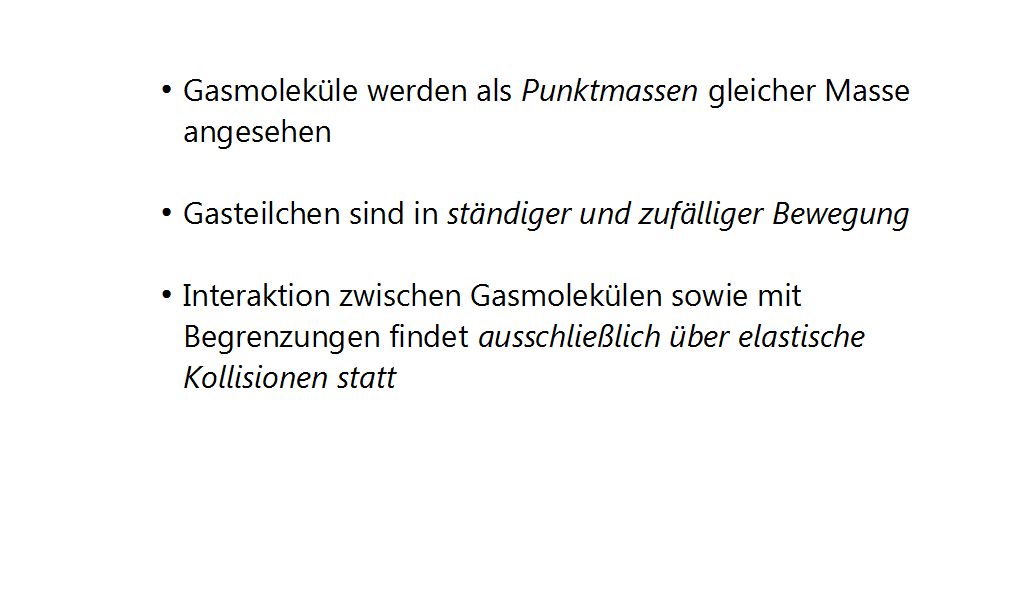 • Gasmoleküle werden als Punktmassen gleicher Masse
angesehen
• Gasteilchen sind in ständiger und zufälliger Bewegung
• Interaktion zwischen Gasmolekülen sowie mit
Begrenzungen findet ausschließlich über elastische
Kollisionen statt